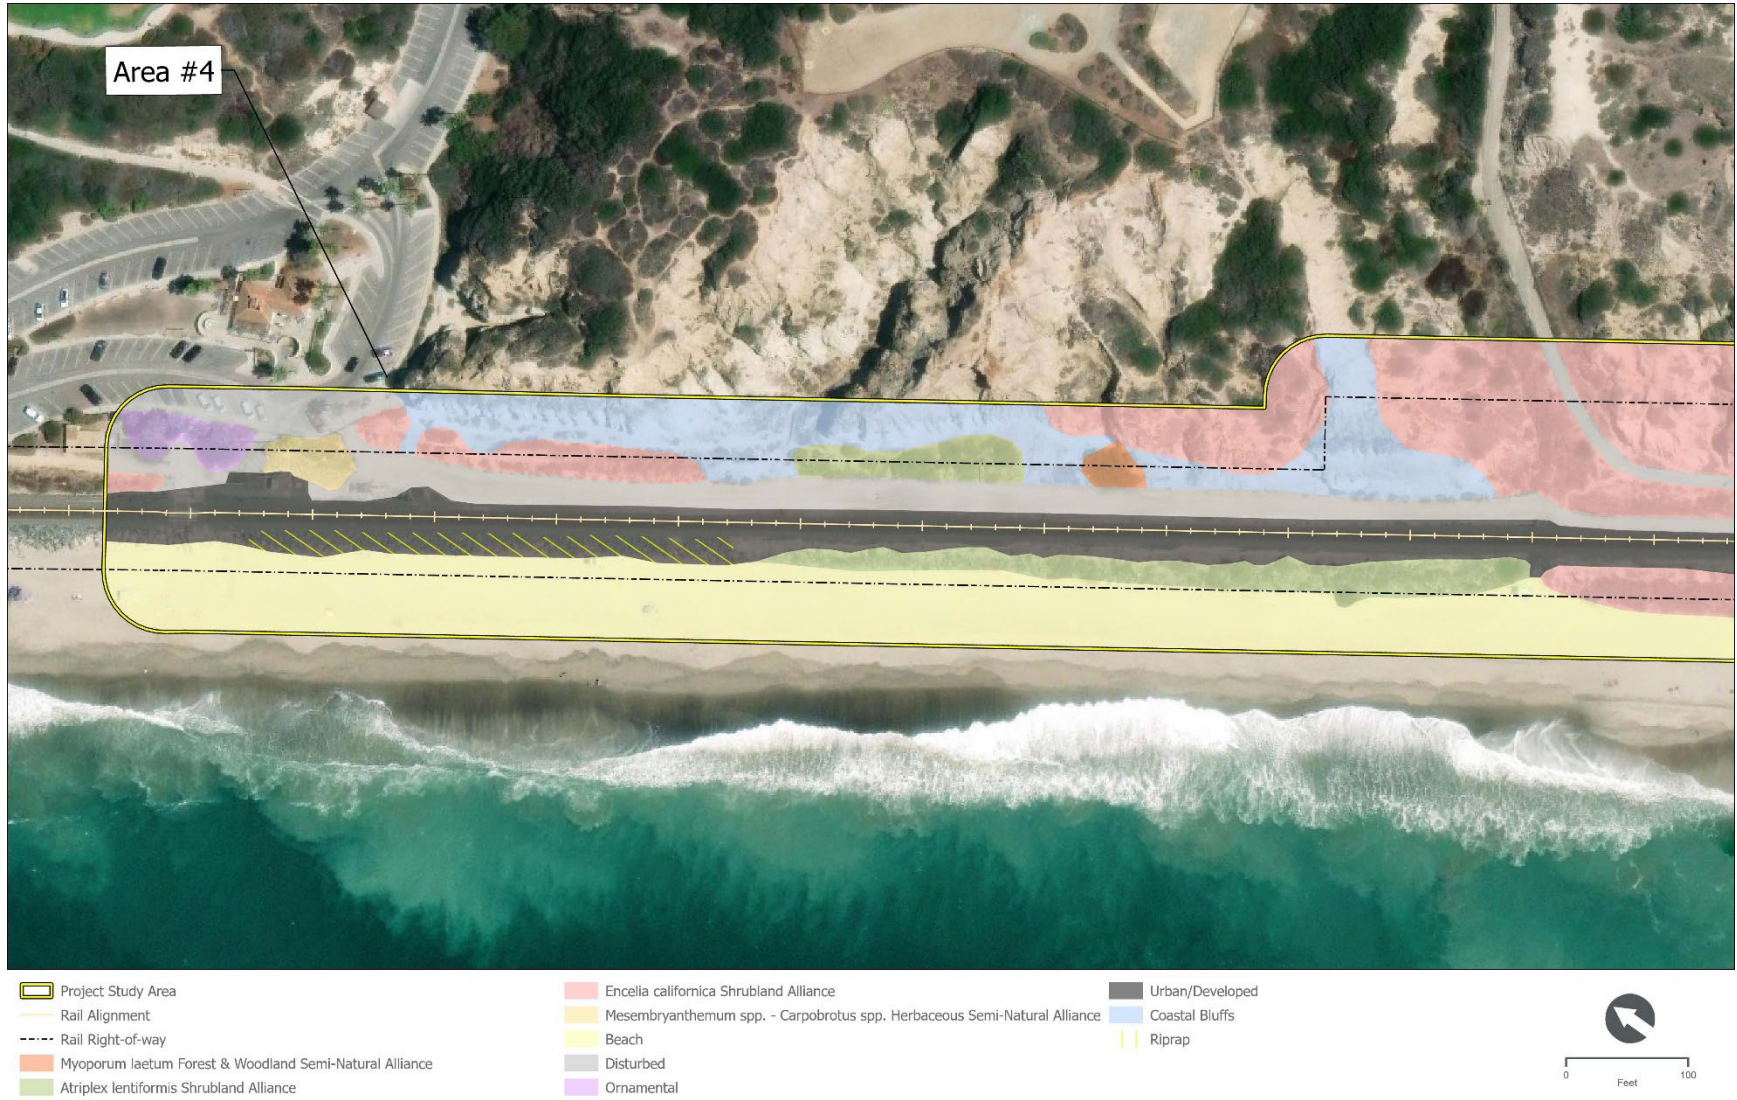 Area #4
Project Study Area
Rail Alignment
Rail Right-of-way
Myoporum laetum Forest & Woodland Semi-Natural Alliance
Atriplex lentiformis Shrubland Alliance
Encelia californica Shrubland Alliance
Mesembryanthemum spp. - Carpobrotus spp. Herbaceous Semi-Natural Alliance
Beach
Disturbed
Ornamental
Urban/Developed
Coastal Bluffs
Riprap
0 100
Feet